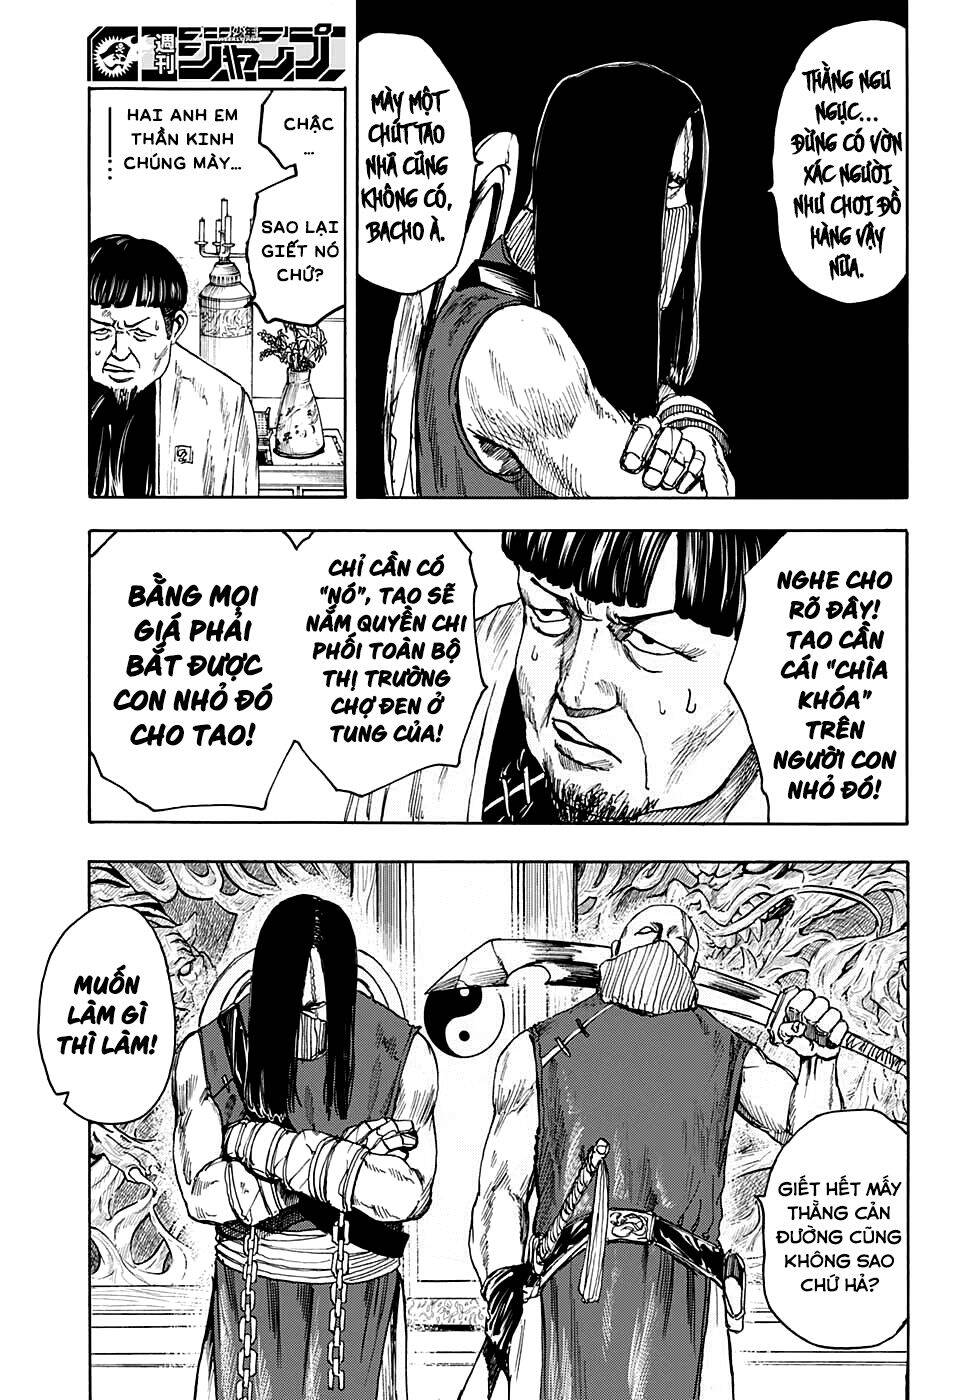 週刊
少年
ジャンプ
THẰNG NGU
NGỤC...
ĐỪNG CÓ VỜN
XÁC NGƯỜI
NHƯ CHƠI ĐỒ
HÀNG VẬY
NỮA.
MÀY MỘT
CHÚT TAO
NHÃ CŨNG
KHÔNG CÓ,
BACHO À.
CHẬC
...
SAO LẠI
GIẾT NÓ
CHỨ?
HAI ANH EM
THẦN KINH
CHÚNG MÀY...
NGHE CHO
RÕ ĐÂY!
TAO CẦN
CÁI "CHÌA
KHÓA"
TRÊN
NGƯỜI CON
NHỎ ĐÓ!
CHỈ CẦN CÓ
"NÓ", TAO SẼ
NẮM QUYỀN CHI
PHỐI TOÀN BỘ
THỊ TRƯỜNG
CHỢ ĐEN Ở
TUNG CỦA!
BẰNG MỌI
GIÁ PHẢI
BẮT ĐƯỢC
CON NHỎ ĐÓ
CHO TAO!
MUỐN
LÀM GÌ
THÌ LÀM!
GIẾT HẾT MẤY
THẰNG CẢN
ĐƯỜNG CŨNG
KHÔNG SAO
CHỨ HẢ?